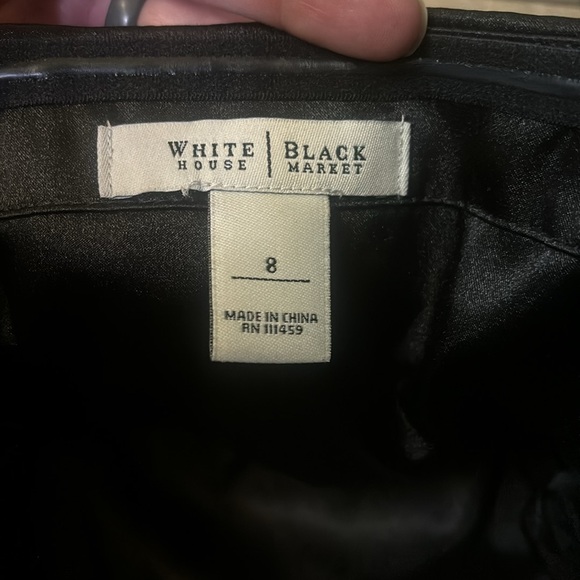 WHITE | BLACK
HOUSE | MARKET
8
MADE IN CHINA
RN 111459